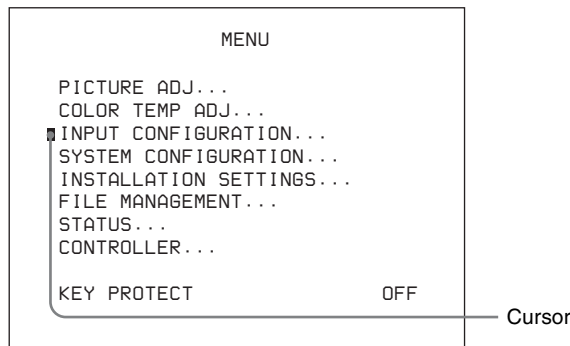 MENU
PICTURE ADJ...
COLOR TEMP ADJ...
INPUT CONFIGURATION...
SYSTEM CONFIGURATION...
INSTALLATION SETTINGS...
FILE MANAGEMENT...
STATUS...
CONTROLLER...
KEY PROTECT OFF
Cursor